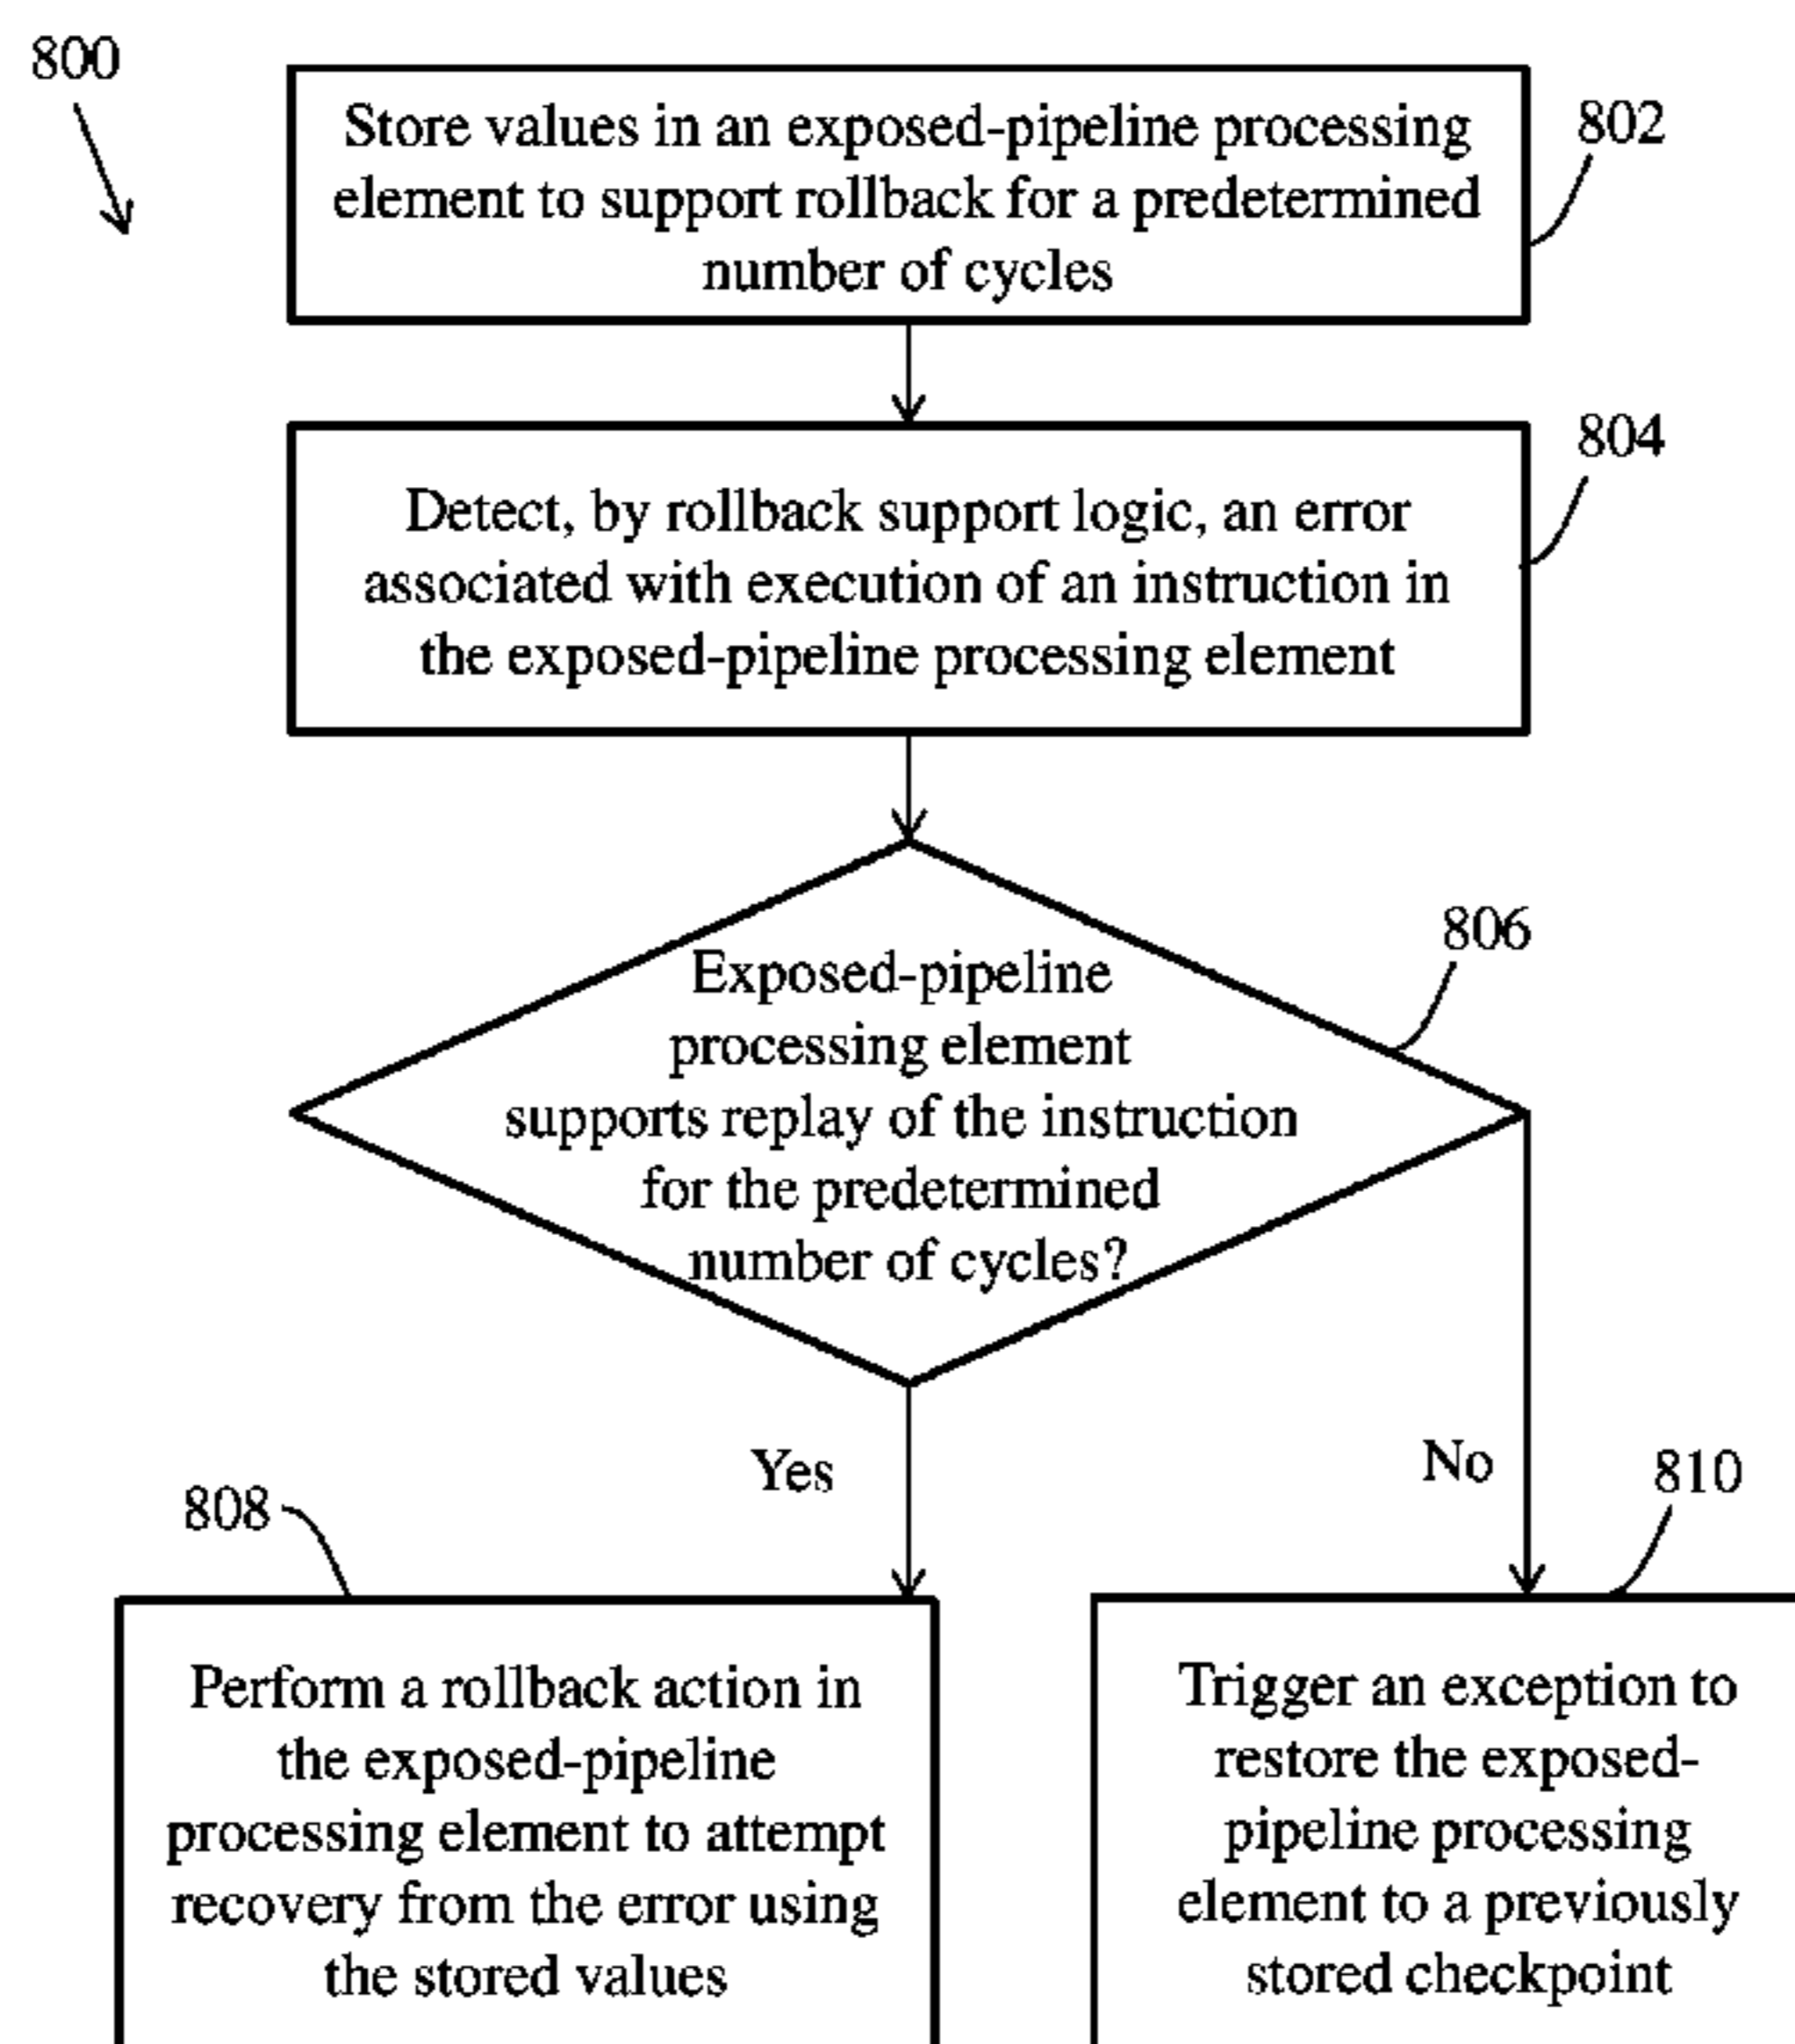 800
Store values in an exposed-pipeline processing
element to support rollback for a predetermined
number of cycles
802
Detect, by rollback support logic, an error
associated with execution of an instruction in
the exposed-pipeline processing element
804
Exposed-pipeline
processing element
supports replay of the instruction
for the predetermined
number of cycles?
806
Yes
No
808
Perform a rollback action in
the exposed-pipeline
processing element to attempt
recovery from the error using
the stored values
810
Trigger an exception to
restore the exposed-
pipeline processing
element to a previously
stored checkpoint